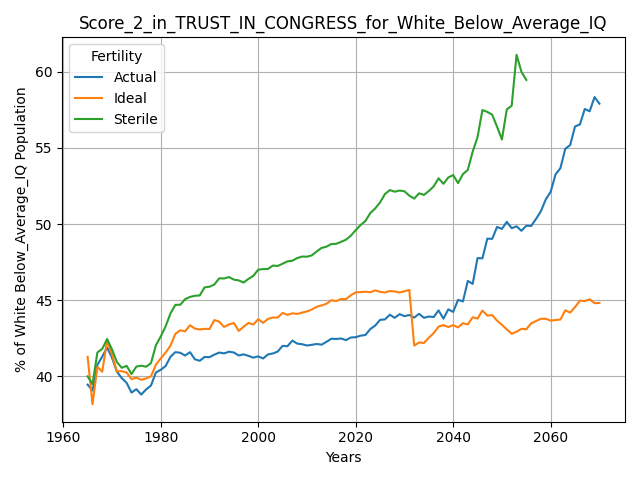 Score_2_in_TRUST_IN_CONGRESS_for_White_Below_Average_IQ
% of White Below_Average_IQ Population
Fertility
Actual
Ideal
Sterile
60
55
50
45
40
1960
1980
2000
2020
2040
2060
Years